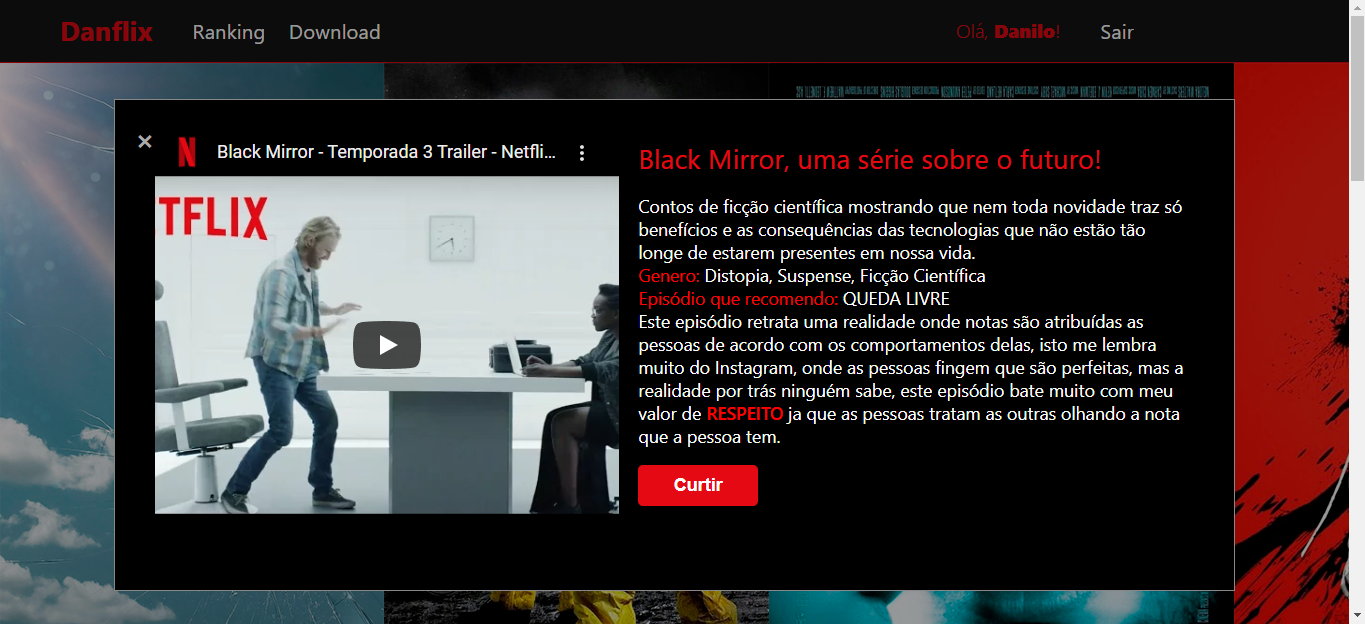 Danflix
Ranking
Download
Olá, Danilo!
Sair
×
Black Mirror - Temporada 3 Trailer - Netfli...
TFLIX
Black Mirror, uma série sobre o futuro!
Contos de ficção científica mostrando que nem toda novidade traz só
benefícios e as consequências das tecnologias que não estão tão
longe de estarem presentes em nossa vida.
Genero: Distopia, Suspense, Ficção Científica
Episódio que recomendo: QUEDA LIVRE
Este episódio retrata uma realidade onde notas são atribuídas as
pessoas de acordo com os comportamentos delas, isto me lembra
muito do Instagram, onde as pessoas fingem que são perfeitas, mas a
realidade por trás ninguém sabe, este episódio bate muito com meu
valor de RESPEITO ja que as pessoas tratam as outras olhando a nota
que a pessoa tem.
Curtir